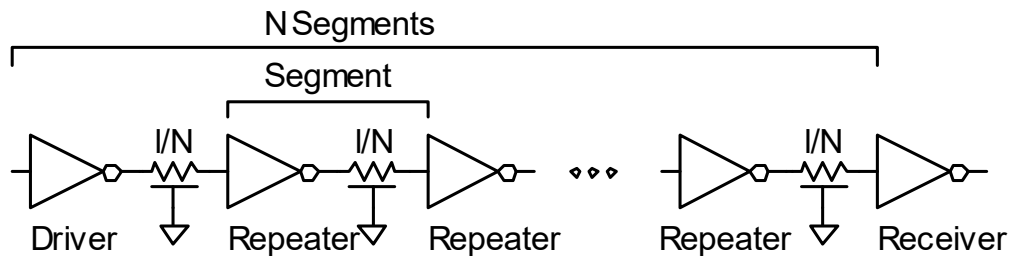 N Segments
Segment
l/N l/N l/N
Driver Repeater Repeater Repeater Receiver